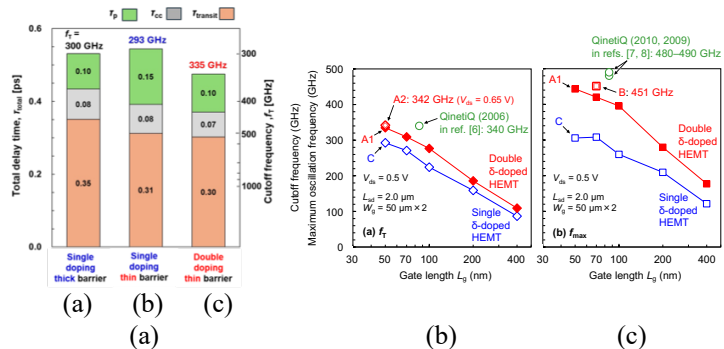 τp τcc τtransit
fT =
300 GHz
293 GHz
335 GHz
0.6
0.4
0.2
0.0
Total delay time, τtotal [ps]
0.10
0.08
0.35
0.15
0.08
0.31
0.10
0.07
0.30
300
400
500
1000
Cutoff frequency, fT [GHz]
Single
doping
thick barrier
Single
doping
thin barrier
Double
doping
thin barrier
(a) (b) (c)
(a)
Cutoff frequency (GHz)
500
400
300
200
100
0
A2: 342 GHz (Vds = 0.65 V)
A1
QinetiQ (2006)
in ref. [6]: 340 GHz
C
Double
δ-doped
HEMT
Vds = 0.5 V
Lsd = 2.0 μm
Wg = 50 μm × 2
Single
δ-doped
HEMT
(a) fT
30 50 70 100 200 400
Gate length Lg (nm)
(b)
Maximum oscillation frequency (GHz)
QinetiQ (2010, 2009)
in refs. [7, 8]: 480–490 GHz
A1
B: 451 GHz
C
Double
δ-doped
HEMT
Vds = 0.5 V
Lsd = 2.0 μm
Wg = 50 μm × 2
Single
δ-doped
HEMT
(b) fmax
30 50 70 100 200 400
Gate length Lg (nm)
(c)